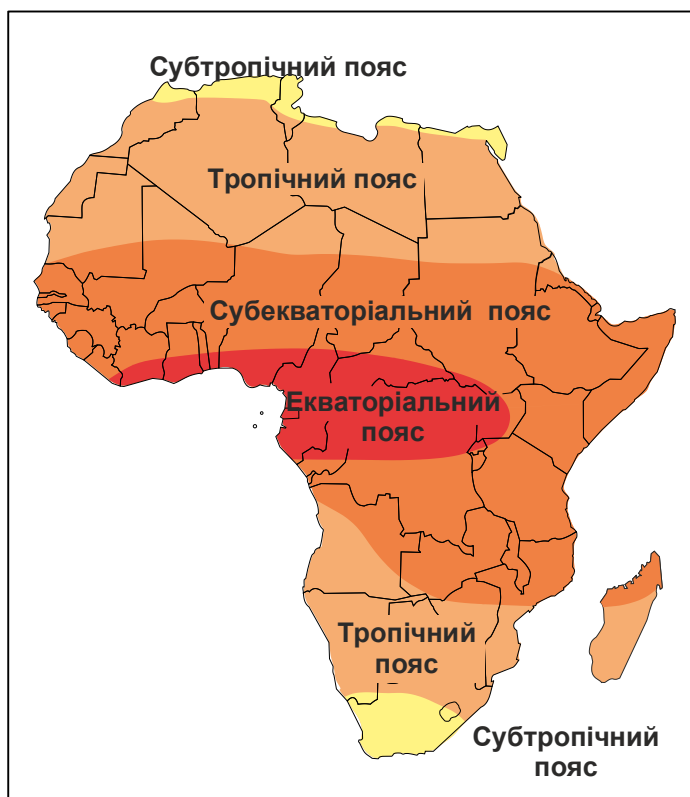 Субтропічний пояс
Тропічний пояс
Субекваторіальний пояс
Екваторіальний
пояс
Тропічний
пояс
Субтропічний
пояс